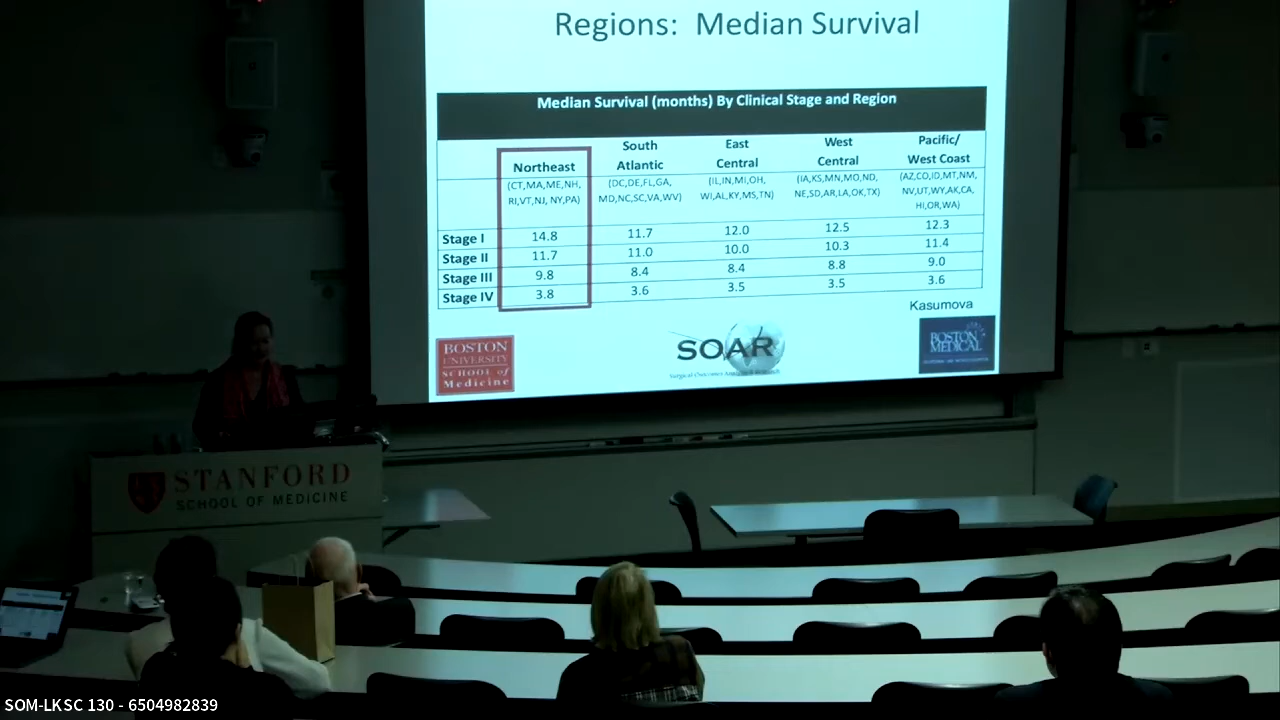 Regions: Median Survival
Median Survival (months) By Clinical Stage and Region
Northeast South Atlantic East Central West Central Pacific/ West Coast
(CT,MA,ME,NH, RI,VT,NJ, NY,PA) (DC,DE,FL,GA, MD,NC,SC,VA,WV) (IL,IN,MI,OH, WI,AL,KY,MS,TN) (IA,KS,MN,MO,ND, NE,SD,AR,LA,OK,TX) (AZ,CO,ID,MT,NM, NV,UT,WY,AK,CA, HI,OR,WA)
Stage I 14.8 11.7 12.0 12.5 12.3
Stage II 11.7 11.0 10.0 10.3 11.4
Stage III 9.8 8.4 8.4 8.8 9.0
Stage IV 3.8 3.6 3.5 3.5 3.6
Kasumova
BOSTON
UNIVERSITY
SCHOOL OF
Medicine
SOAR
BOSTON
MEDICAL
STANFORD
SCHOOL OF MEDICINE
SOM-LKSC 130 - 6504982839